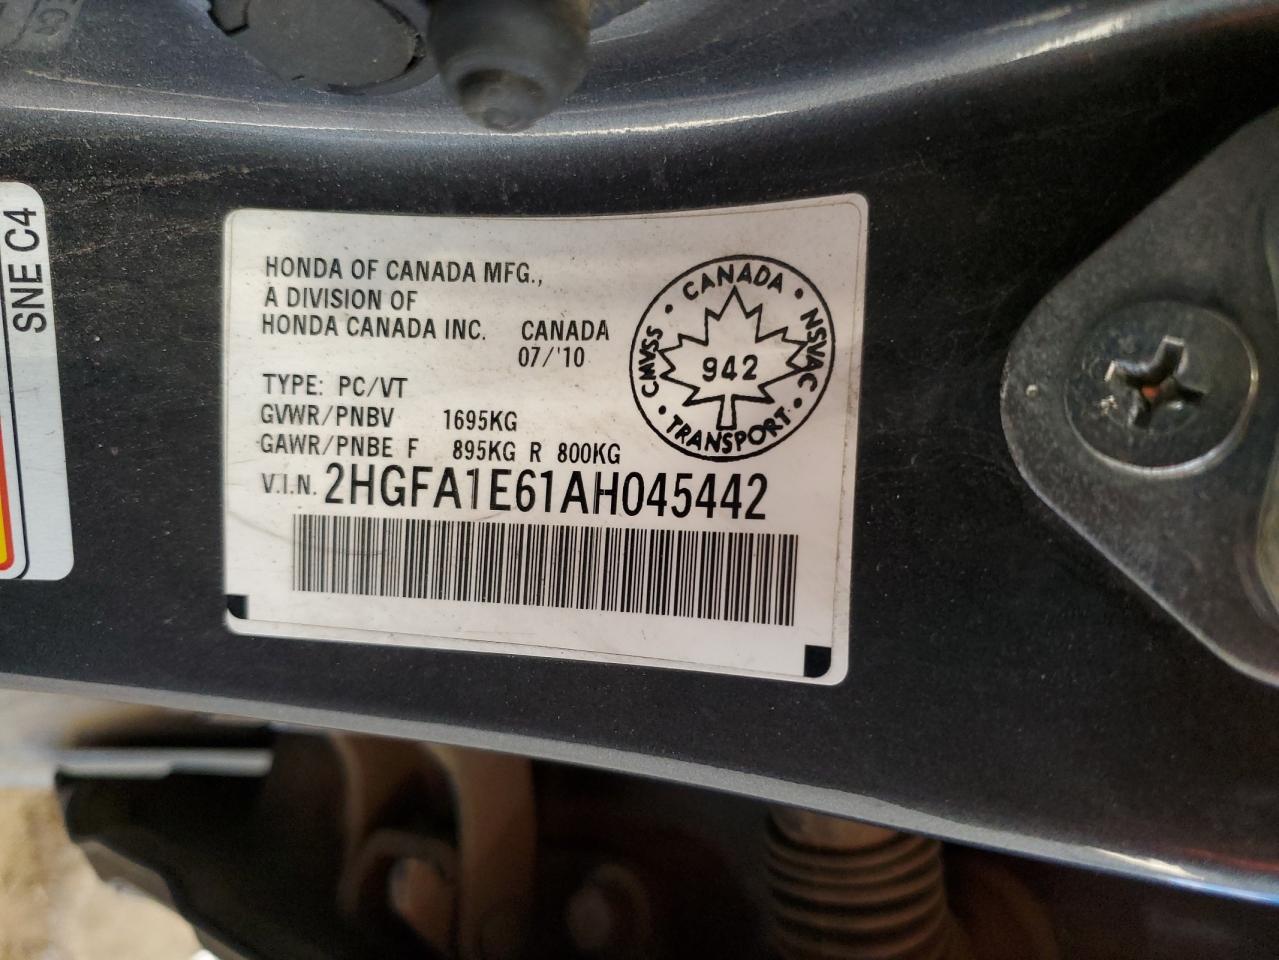 SNE C4
HONDA OF CANADA MFG.,
A DIVISION OF
HONDA CANADA INC. CANADA
07/'10
TYPE: PC/VT
GVWR/PNBV 1695KG
GAWR/PNBE F 895KG R 800KG
V.I.N. 2HGFA1E61AH045442
CANADA • NSVAC • TRANSPORT • CMVSS •
942